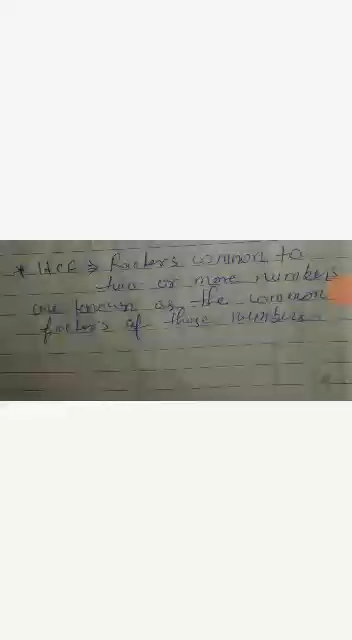 * HCF → Factors common to
two or more numbers
are known as the common
factors of those numbers.